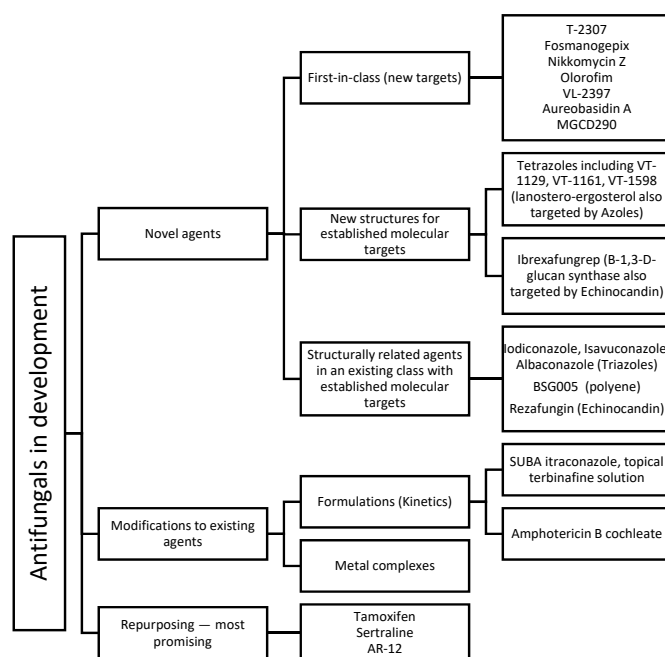 Antifungals in development
Novel agents
First-in-class (new targets)
T-2307
Fosmanogepix
Nikkomycin Z
Olorofim
VL-2397
Aureobasidin A
MGCD290
New structures for
established molecular
targets
Tetrazoles including VT-
1129, VT-1161, VT-1598
(lanostero-ergosterol also
targeted by Azoles)
Ibrexafungrep (B-1,3-D-
glucan synthase also
targeted by Echinocandin)
Structurally related agents
in an existing class with
established molecular
targets
Iodiconazole, Isavuconazole
Albaconazole (Triazoles)
BSG005 (polyene)
Rezafungin (Echinocandin)
Modifications to existing
agents
Formulations (Kinetics)
SUBA itraconazole, topical
terbinafine solution
Amphotericin B cochleate
Metal complexes
Repurposing — most
promising
Tamoxifen
Sertraline
AR-12